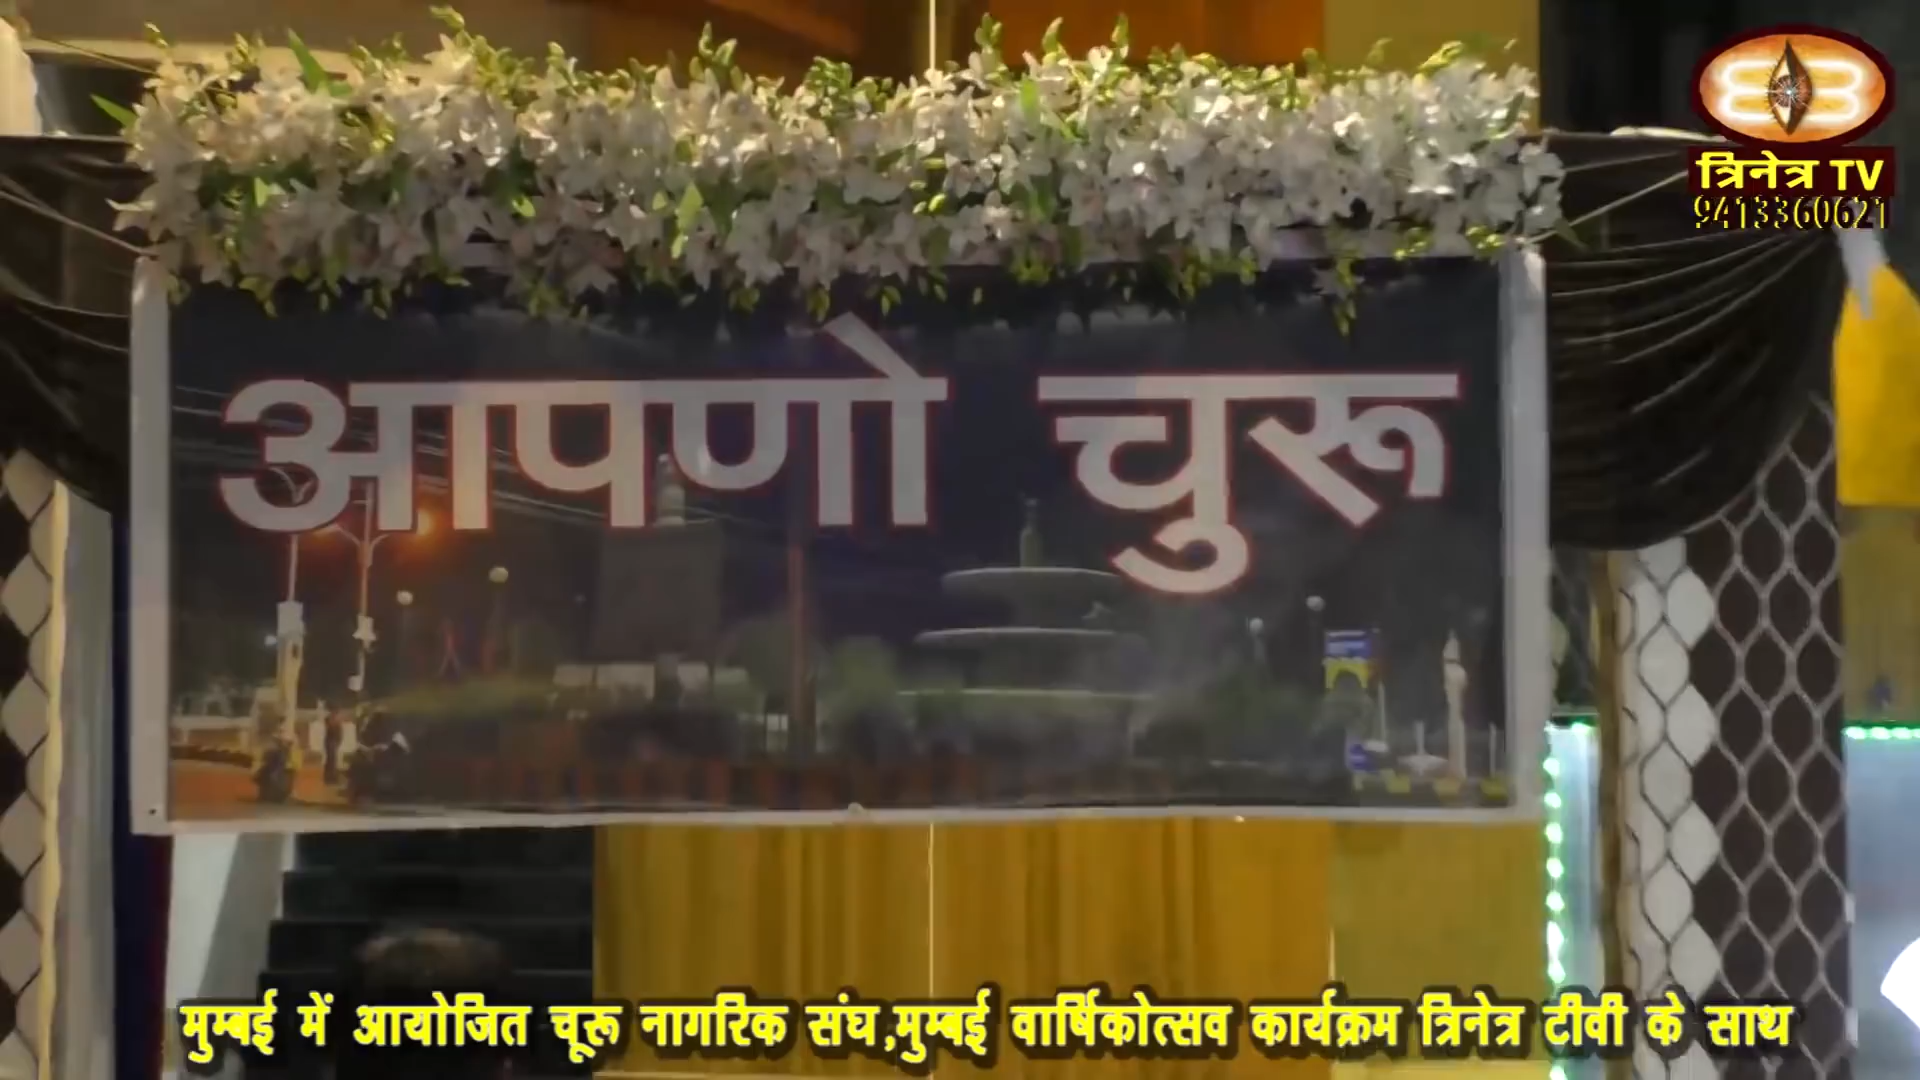 त्रिनेत्र TV
9413360621
आपणो चुरू
मुम्बई में आयोजित चूरू नागरिक संघ,मुम्बई वार्षिकोत्सव कार्यक्रम त्रिनेत्र टीवी के साथ